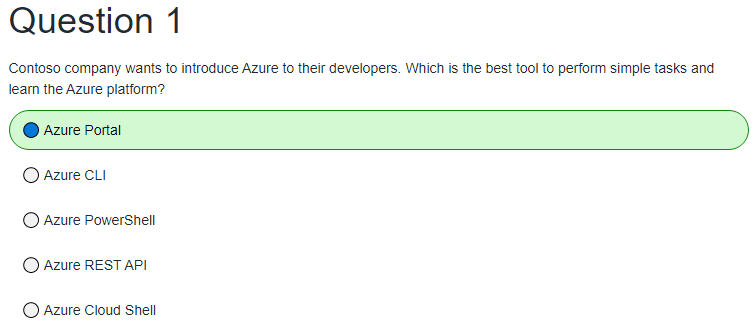 Question 1
Contoso company wants to introduce Azure to their developers. Which is the best tool to perform simple tasks and
learn the Azure platform?
Azure Portal
Azure CLI
Azure PowerShell
Azure REST API
Azure Cloud Shell